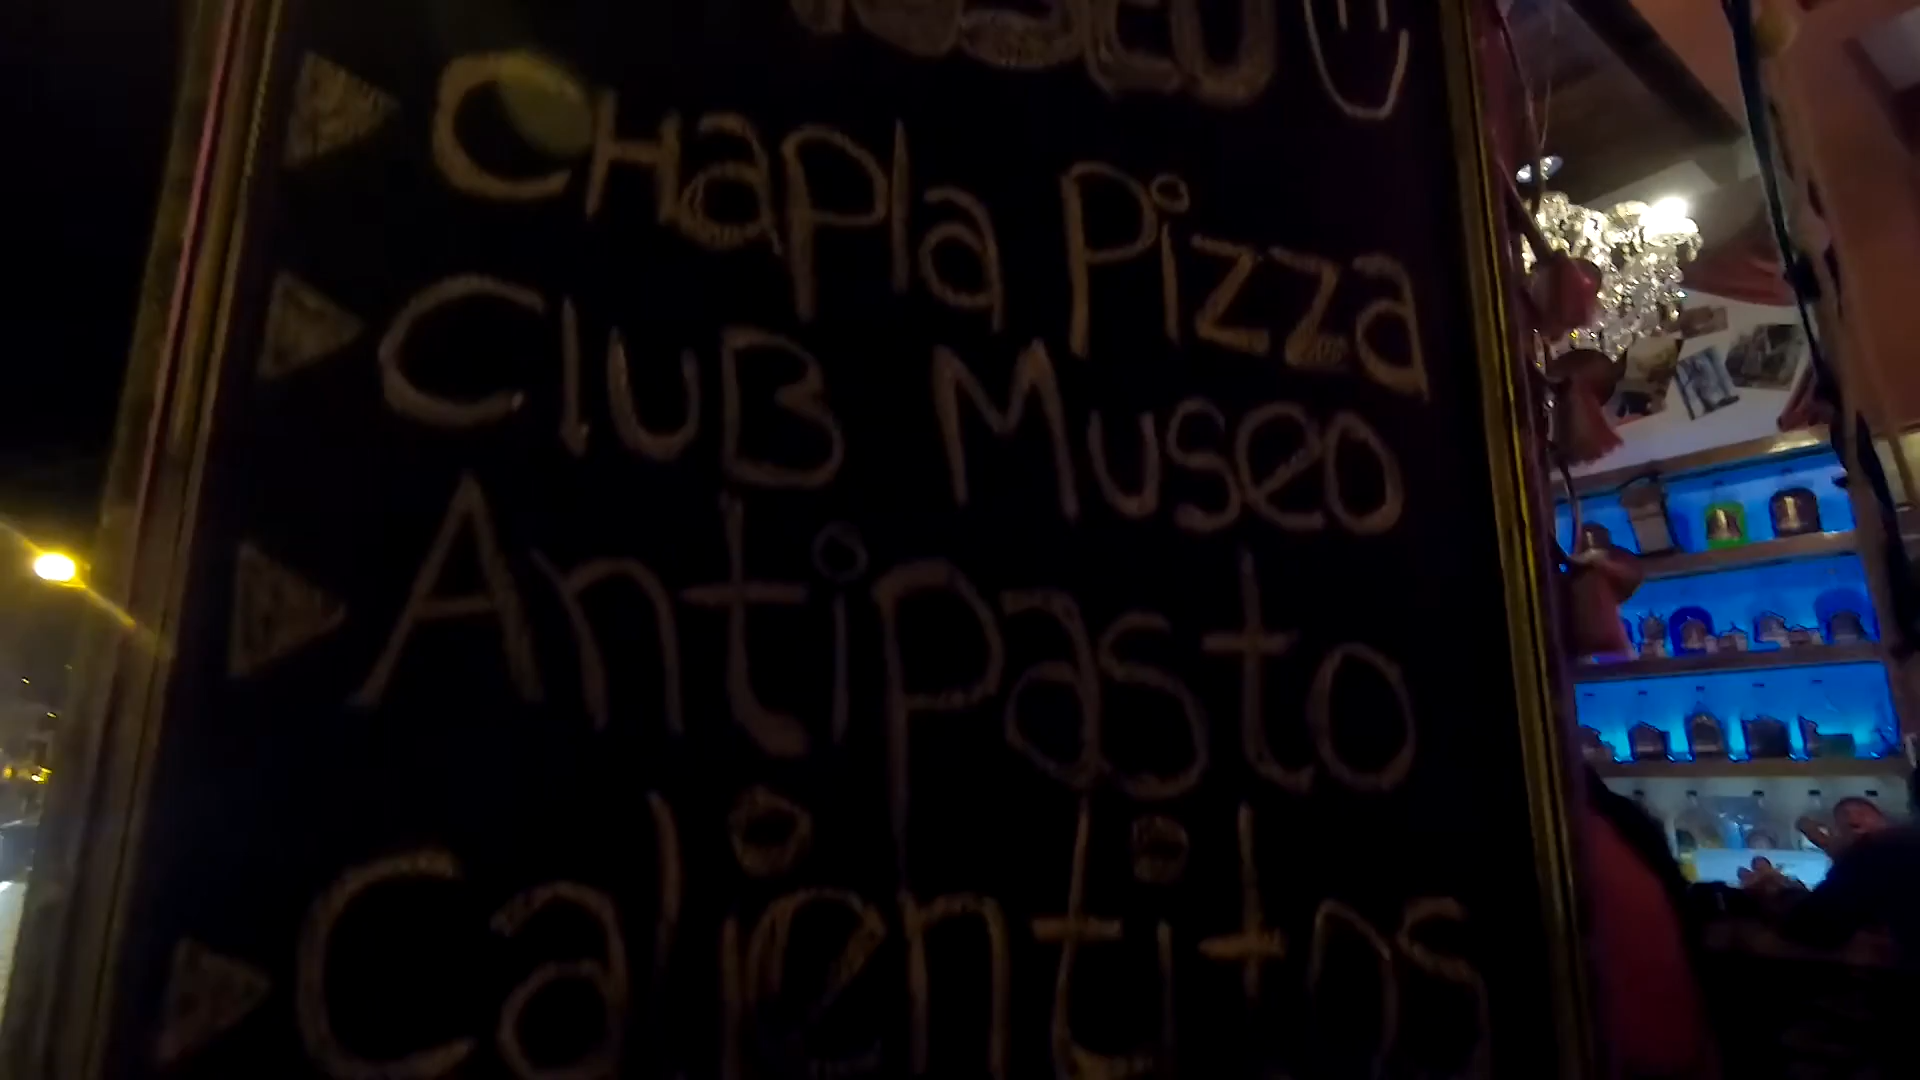 Chapla Pizza
Club Museo
Antipasto
Calientitos